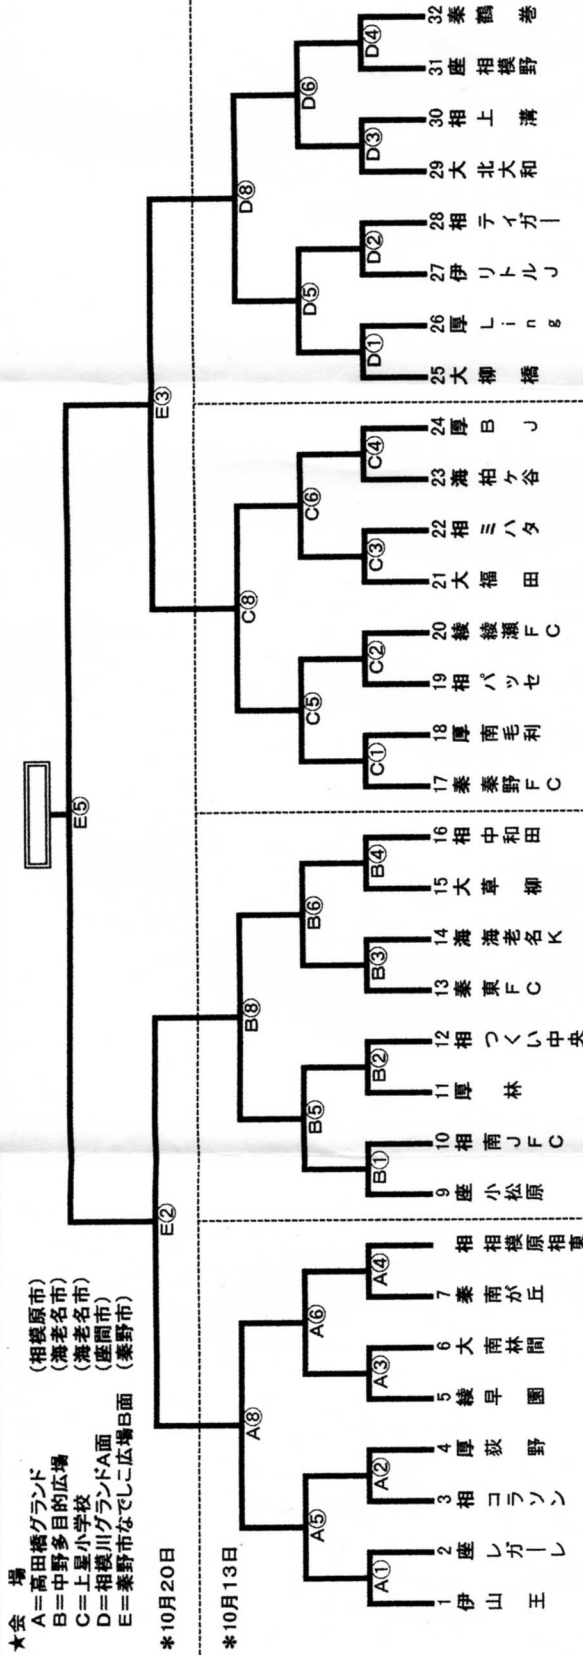 ★会　場
A＝高田橋グランド　（相模原市）
B＝中野多目的広場　（海老名市）
C＝上星小学校　（海老名市）
D＝相模川グランドA面　（座間市）
E＝秦野市なでしこ広場B面　（秦野市）
＊10月20日
＊10月13日
E⑤
E② E③
A⑧ B⑧ C⑧ D⑧
A⑤ A⑥ B⑤ B⑥ C⑤ C⑥ D⑤ D⑥
A① A② A③ A④ B① B② B③ B④ C① C② C③ C④ D① D② D③ D④
1 伊 山王
2 座 レガーレ
3 相 コラソン
4 厚 荻野
5 綾 早園
6 大 南林間
7 秦 南が丘
相 相模原相東
9 座 小松原
10 相 南JFC
11 厚 林
12 相 つくい中央
13 秦 東FC
14 海 海老名K
15 大 草柳
16 相 中和田
17 秦 秦野FC
18 厚 南毛利
19 相 パッセ
20 綾 綾瀬FC
21 大 福田
22 相 ミハタ
23 海 柏ヶ谷
24 厚 BJ
25 大 柳橋
26 厚 Ling
27 伊 リトルJ
28 相 ティガー
29 大 北大和
30 相 上溝
31 座 相模野
32 秦 鶴巻